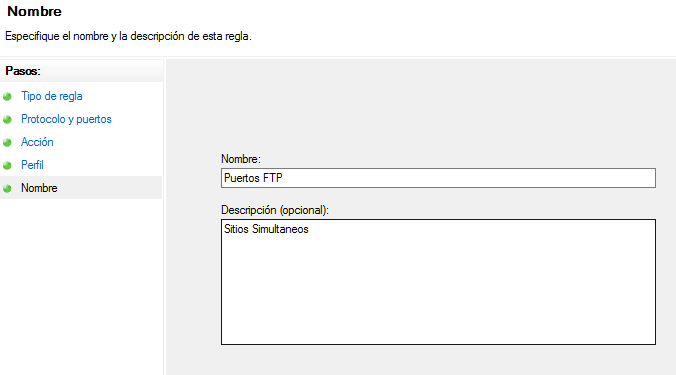 Nombre
Especifique el nombre y la descripción de esta regla.
Pasos:
Tipo de regla
Protocolo y puertos
Acción
Perfil
Nombre
Nombre:
Puertos FTP
Descripción (opcional):
Sitios Simultaneos